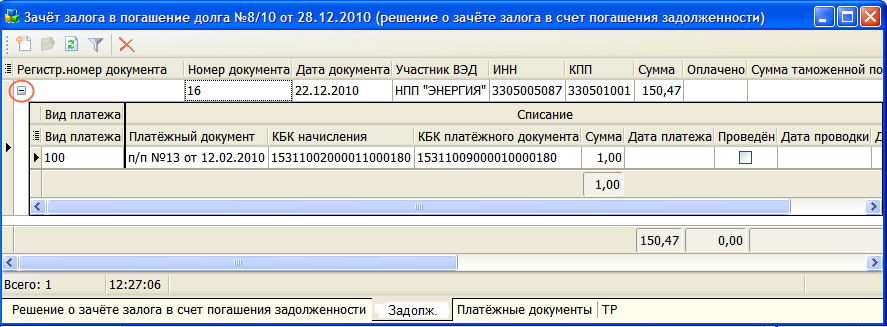 Зачёт залога в погашение долга №8/10 от 28.12.2010 (решение о зачёте залога в счет погашения задолженности)
Регистр.номер документа Номер документа Дата документа Участник ВЭД ИНН КПП Сумма Оплачено Сумма таможенной по
16 22.12.2010 НПП "ЭНЕРГИЯ" 3305005087 330501001 150,47
Вид платежа Списание
Вид платежа Платёжный документ КБК начисления КБК платёжного документа Сумма Дата платежа Проведён Дата проводки Д
100 п/п №13 от 12.02.2010 15311002000011000180 15311009000010000180 1,00
1,00
150,47 0,00
Всего: 1 12:27:06
Решение о зачёте залога в счет погашения задолженности Задолж. Платёжные документы ТР